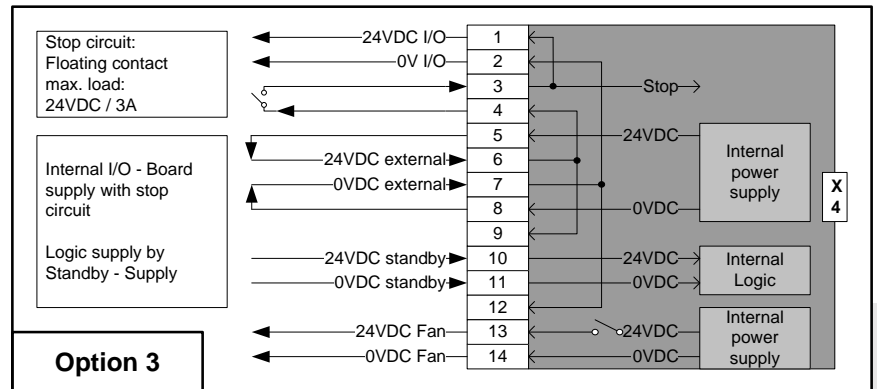 Stop circuit:
Floating contact
max. load:
24VDC / 3A
Internal I/O - Board
supply with stop
circuit
Logic supply by
Standby - Supply
Option 3
24VDC I/O
1
0V I/O
2
3
Stop
4
5
24VDC
24VDC external
6
0VDC external
7
8
0VDC
9
24VDC standby
10
24VDC
0VDC standby
11
0VDC
12
24VDC Fan
13
24VDC
0VDC Fan
14
0VDC
Internal
power
supply
Internal
Logic
Internal
power
supply
X
4